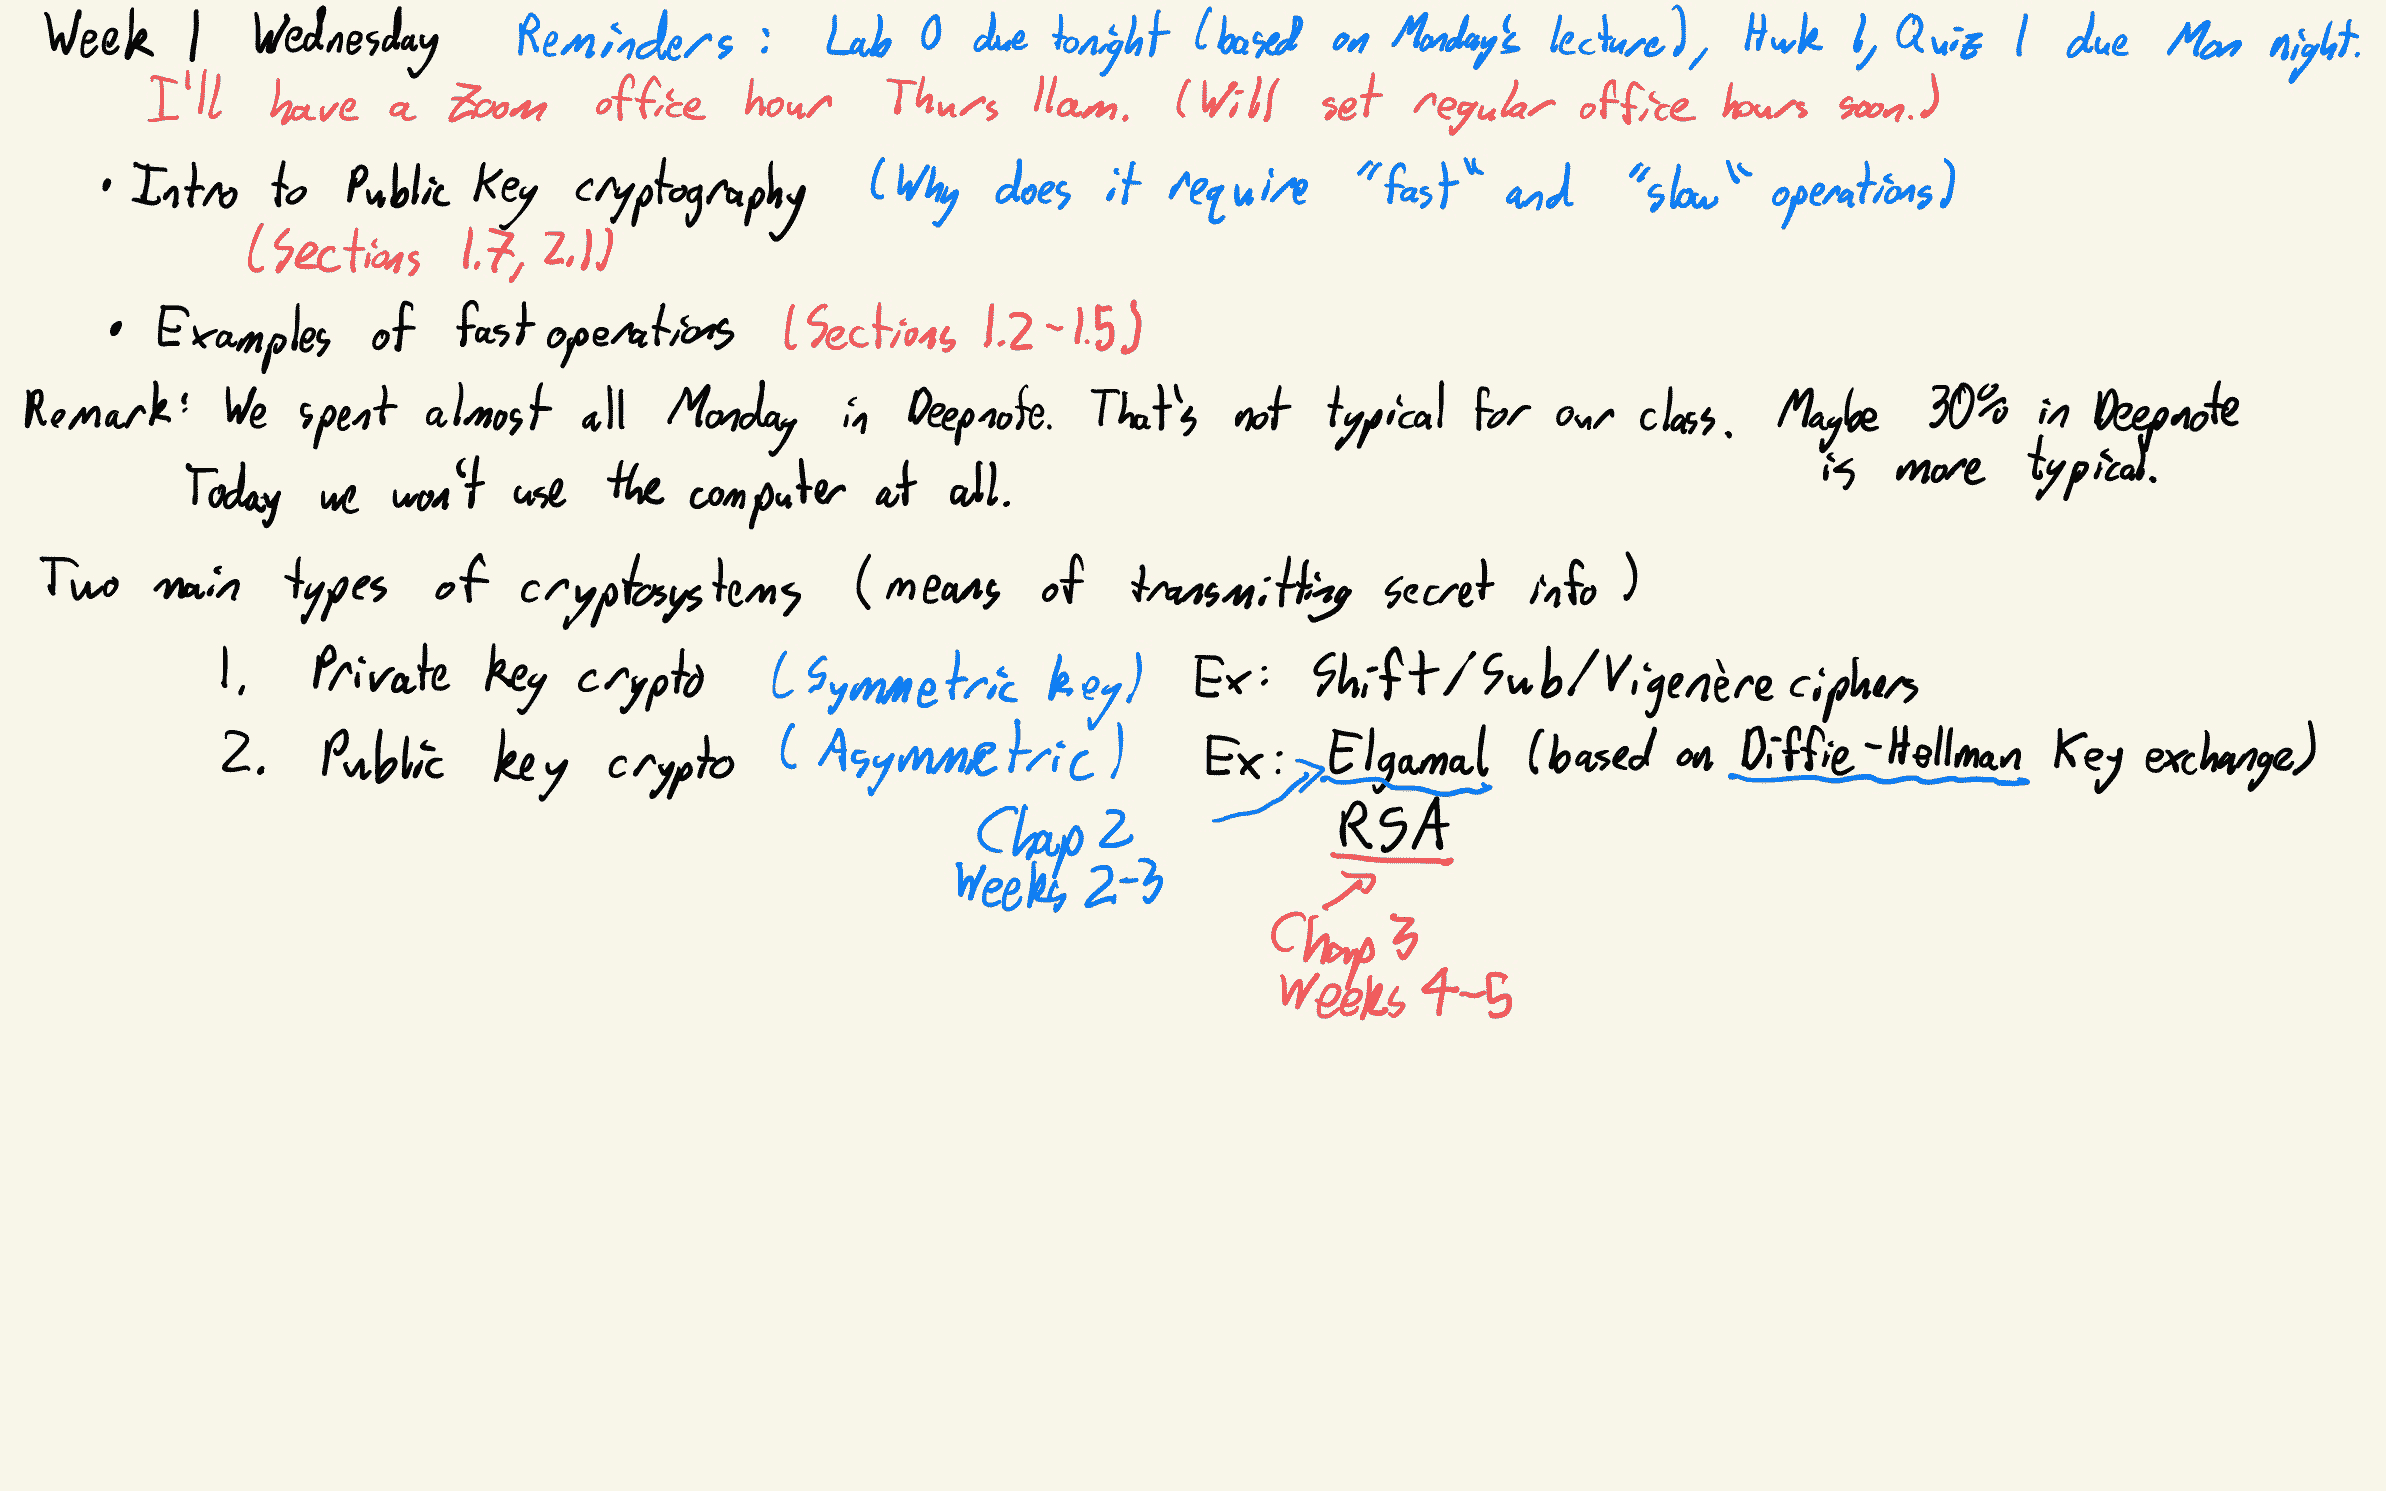 Week 1 Wednesday Reminders: Lab 0 due tonight (based on Monday's lecture), Hwk 1, Quiz 1 due Mon night.
I'll have a Zoom office hour Thurs 11am. (Will set regular office hours soon.)
• Intro to Public Key cryptography (Why does it require "fast" and "slow" operations)
(Sections 1.7, 2.1)
• Examples of fast operations (Sections 1.2-1.5)
Remark: We spent almost all Monday in Deepnote. That's not typical for our class. Maybe 30% in Deepnote
is more typical.
Today we won't use the computer at all.
Two main types of cryptosystems (means of transmitting secret info)
1. Private key crypto (Symmetric key) Ex: Shift/Sub/Vigenère ciphers
2. Public key crypto (Asymmetric) Ex: Elgamal (based on Diffie-Hellman Key exchange)
RSA
Chap 2
Weeks 2-3
Chap 3
Weeks 4-5